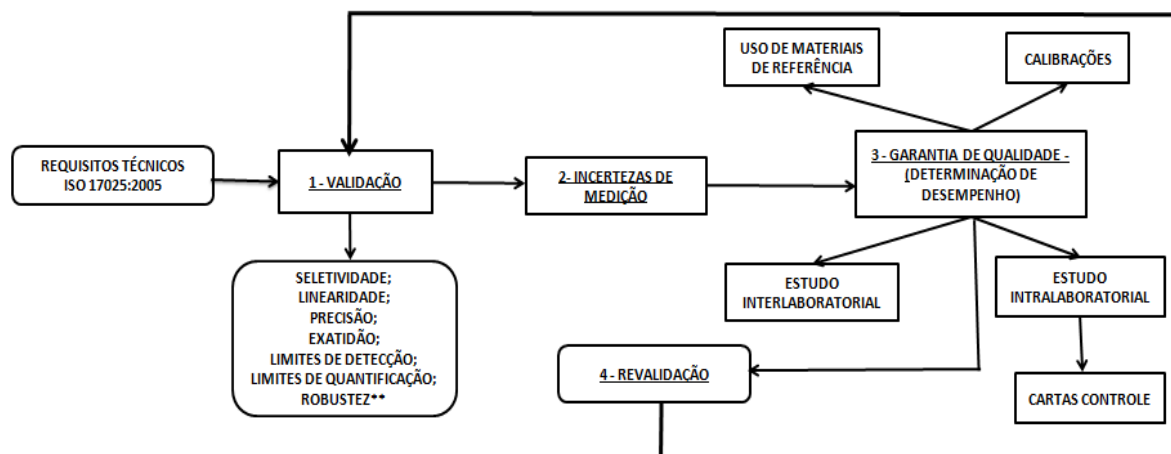 USO DE MATERIAIS
DE REFERÊNCIA
CALIBRAÇÕES
REQUISITOS TÉCNICOS
ISO 17025:2005
1 - VALIDAÇÃO
2- INCERTEZAS DE
MEDIÇÃO
3 - GARANTIA DE QUALIDADE -
(DETERMINAÇÃO DE
DESEMPENHO)
SELETIVIDADE;
LINEARIDADE;
PRECISÃO;
EXATIDÃO;
LIMITES DE DETECÇÃO;
LIMITES DE QUANTIFICAÇÃO;
ROBUSTEZ**
ESTUDO
INTERLABORATORIAL
ESTUDO
INTRALABORATORIAL
4 - REVALIDAÇÃO
CARTAS CONTROLE